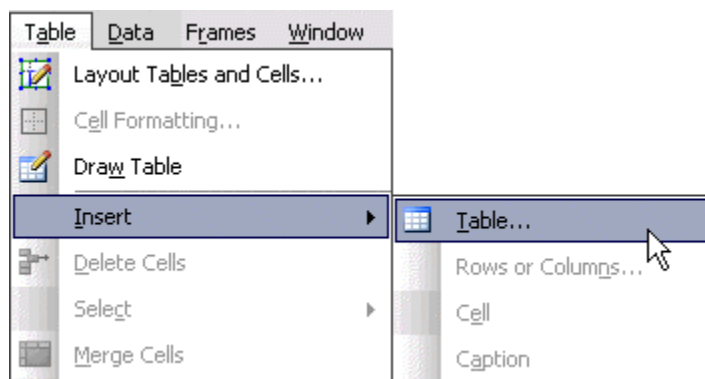 Table Data Frames Window
Layout Tables and Cells...
Cell Formatting...
Draw Table
Insert
Table...
Delete Cells
Rows or Columns...
Select
Cell
Merge Cells
Caption